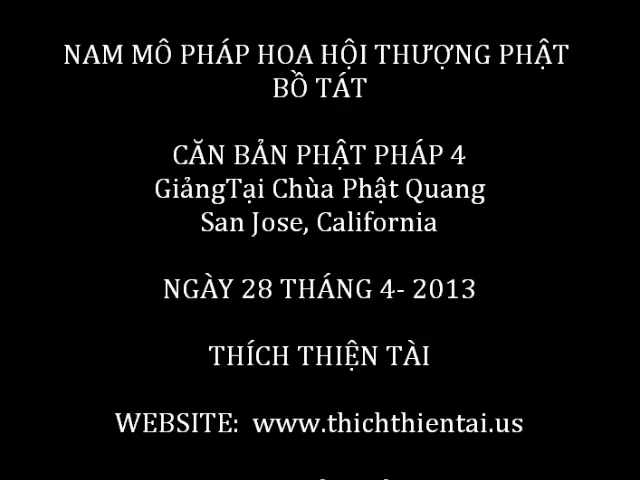 NAM MÔ PHÁP HOA HỘI THƯỢNG PHẬT
BỒ TÁT
CĂN BẢN PHẬT PHÁP 4
GiảngTại Chùa Phật Quang
San Jose, California
NGÀY 28 THÁNG 4- 2013
THÍCH THIỆN TÀI
WEBSITE:  www.thichthientai.us